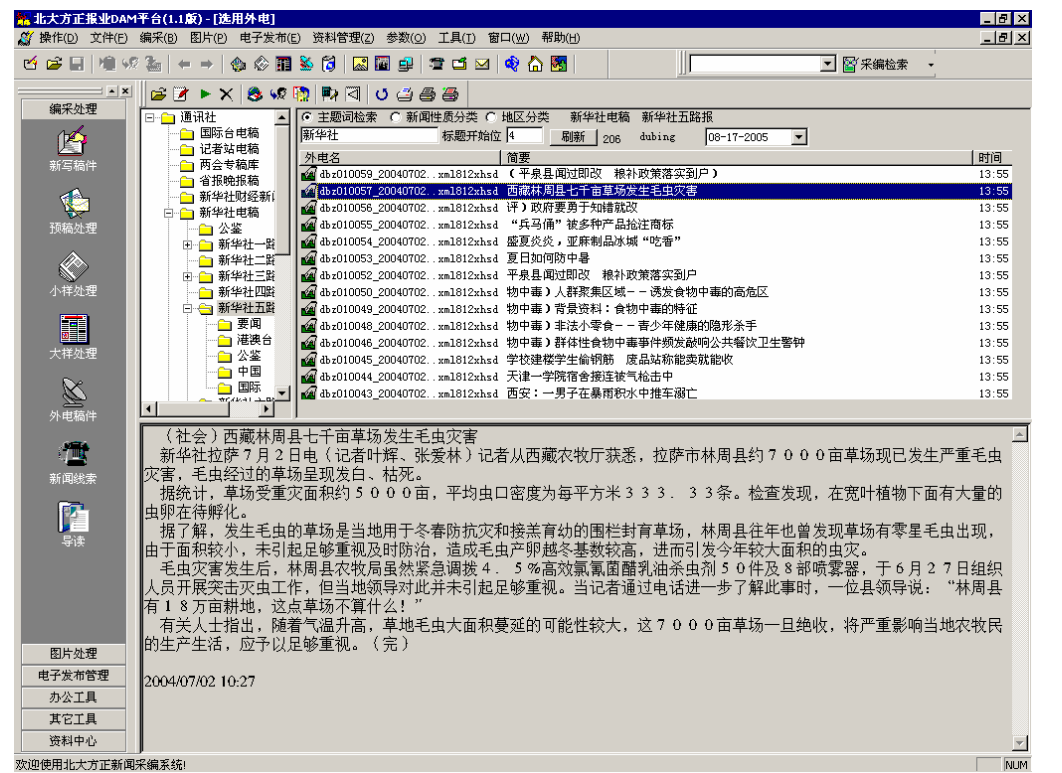 北大方正报业DAM平台(1.1版) - [选用外电]
操作(D) 文件(F) 编采(B) 图片(P) 电子发布(E) 资料管理(Z) 参数(O) 工具(T) 窗口(W) 帮助(H)
采编检索
编采处理
新写稿件
预稿处理
小样处理
大样处理
外电稿件
新闻线索
导读
图片处理
电子发布管理
办公工具
其它工具
资料中心
通讯社
国际台电稿
记者站电稿
两会专稿库
省报晚报稿
新华社财经新
新华社电稿
公鉴
新华社一路
新华社二路
新华社三路
新华社四路
新华社五路
要闻
港澳台
公鉴
中国
国际
主题词检索 新闻性质分类 地区分类 新华社电稿 新华社五路报
新华社 标题开始位 4 刷新 206 dubing 08-17-2005
外电名 简要 时间
dbz010059_20040702..xml812xhsd (平泉县闻过即改 粮补政策落实到户) 13:55
dbz010057_20040702..xml812xhsd 西藏林周县七千亩草场发生毛虫灾害 13:55
dbz010056_20040702..xml812xhsd 评)政府要勇于知错就改 13:55
dbz010055_20040702..xml812xhsd “兵马俑”被多种产品抢注商标 13:55
dbz010054_20040702..xml812xhsd 盛夏炎炎,亚麻制品冰城“吃香” 13:55
dbz010053_20040702..xml812xhsd 夏日如何防中暑 13:55
dbz010052_20040702..xml812xhsd 平泉县闻过即改 粮补政策落实到户 13:55
dbz010050_20040702..xml812xhsd 物中毒)人群聚集区域--诱发食物中毒的高危区 13:55
dbz010049_20040702..xml812xhsd 物中毒)背景资料:食物中毒的特征 13:55
dbz010048_20040702..xml812xhsd 物中毒)非法小零食--青少年健康的隐形杀手 13:55
dbz010046_20040702..xml812xhsd 物中毒)群体性食物中毒事件频发敲响公共餐饮卫生警钟 13:55
dbz010045_20040702..xml812xhsd 学校建楼学生偷钢筋 废品站称能卖就能收 13:55
dbz010044_20040702..xml812xhsd 天津一学院宿舍接连被气枪击中 13:55
dbz010043_20040702..xml812xhsd 西安:一男子在暴雨积水中推车溺亡 13:55
(社会)西藏林周县七千亩草场发生毛虫灾害
新华社拉萨7月2日电(记者叶辉、张爱林)记者从西藏农牧厅获悉,拉萨市林周县约7000亩草场现已发生严重毛虫
灾害,毛虫经过的草场呈现发白、枯死。
据统计,草场受重灾面积约5000亩,平均虫口密度为每平方米333.33条。检查发现,在宽叶植物下面有大量的
虫卵在待孵化。
据了解,发生毛虫的草场是当地用于冬春防抗灾和接羔育幼的围栏封育草场,林周县往年也曾发现草场有零星毛虫出现,
由于面积较小,未引起足够重视及时防治,造成毛虫产卵越冬基数较高,进而引发今年较大面积的虫灾。
毛虫灾害发生后,林周县农牧局虽然紧急调拨4.5%高效氯氰菌醋乳油杀虫剂50件及8部喷雾器,于6月27日组织
人员开展突击灭虫工作,但当地领导对此并未引起足够重视。当记者通过电话进一步了解此事时,一位县领导说:“林周县
有18万亩耕地,这点草场不算什么!”
有关人士指出,随着气温升高,草地毛虫大面积蔓延的可能性较大,这7000亩草场一旦绝收,将严重影响当地农牧民
的生产生活,应予以足够重视。(完)
2004/07/02 10:27
欢迎使用北大方正新闻采编系统! NUM